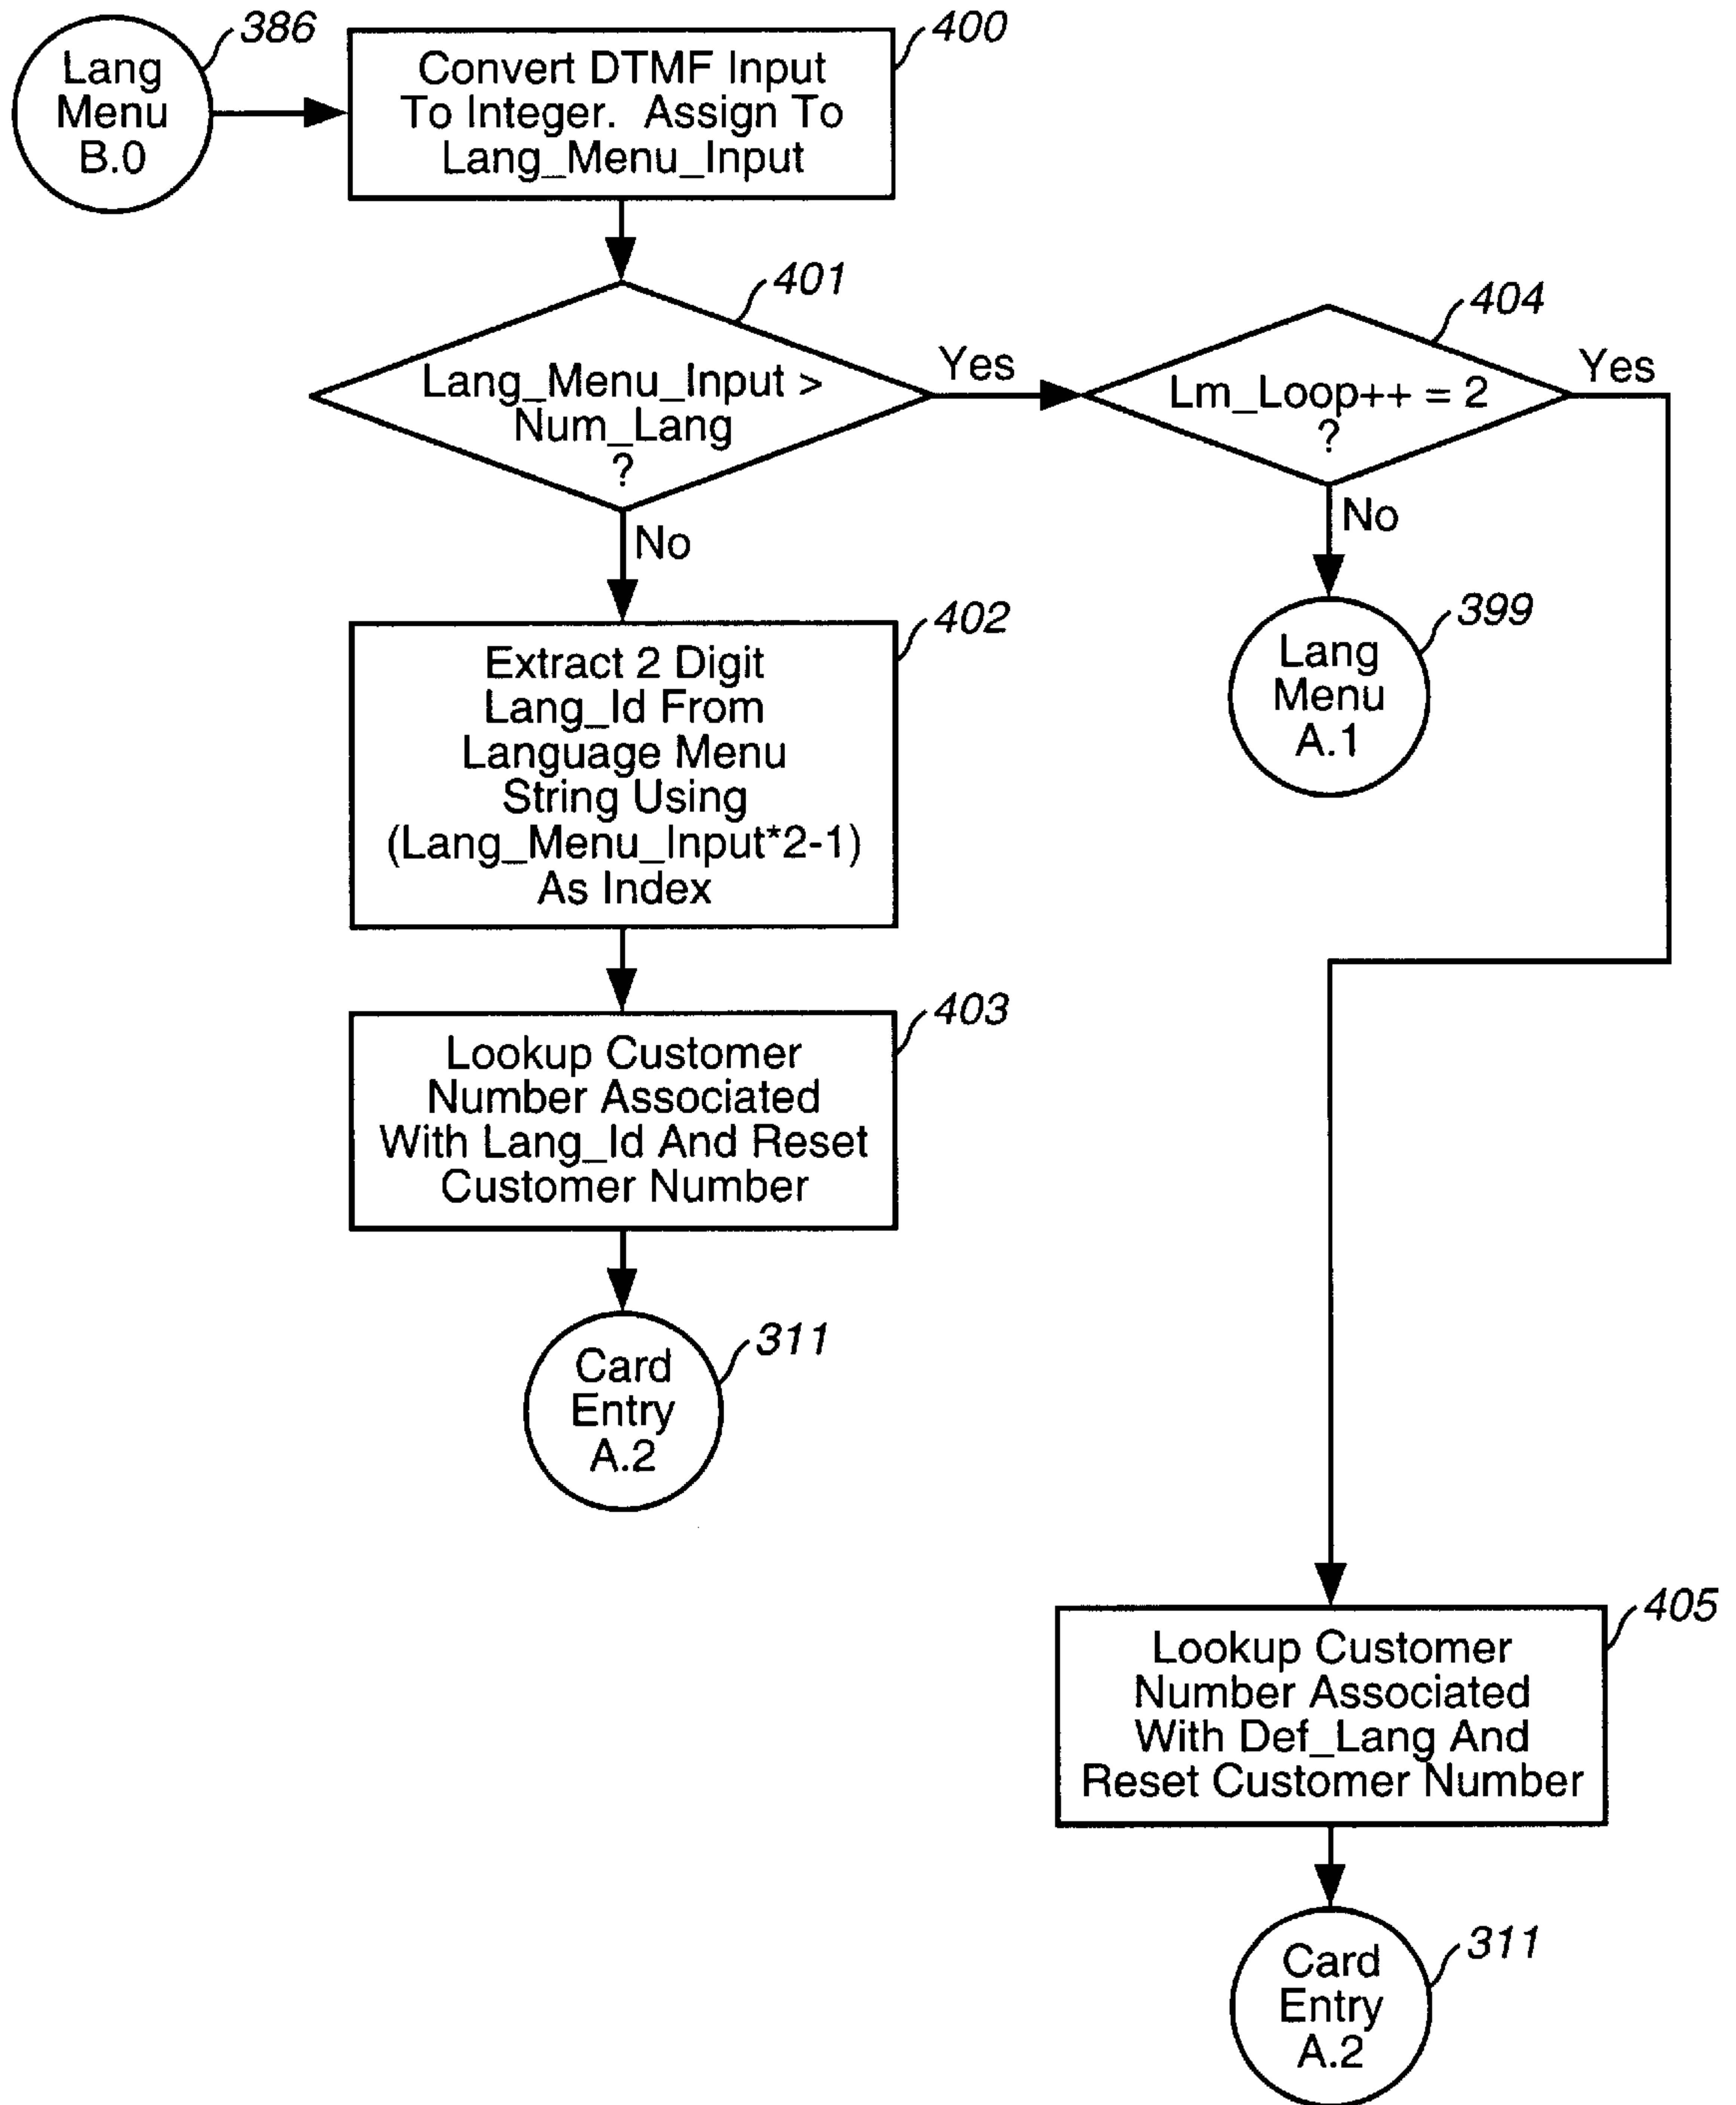 386
Lang
Menu
B.0
400
Convert DTMF Input
To Integer. Assign To
Lang_Menu_Input
401
Lang_Menu_Input >
Num_Lang
?
Yes
No
404
Lm_Loop++ = 2
?
Yes
No
399
Lang
Menu
A.1
402
Extract 2 Digit
Lang_Id From
Language Menu
String Using
(Lang_Menu_Input*2-1)
As Index
403
Lookup Customer
Number Associated
With Lang_Id And Reset
Customer Number
311
Card
Entry
A.2
405
Lookup Customer
Number Associated
With Def_Lang And
Reset Customer Number
311
Card
Entry
A.2